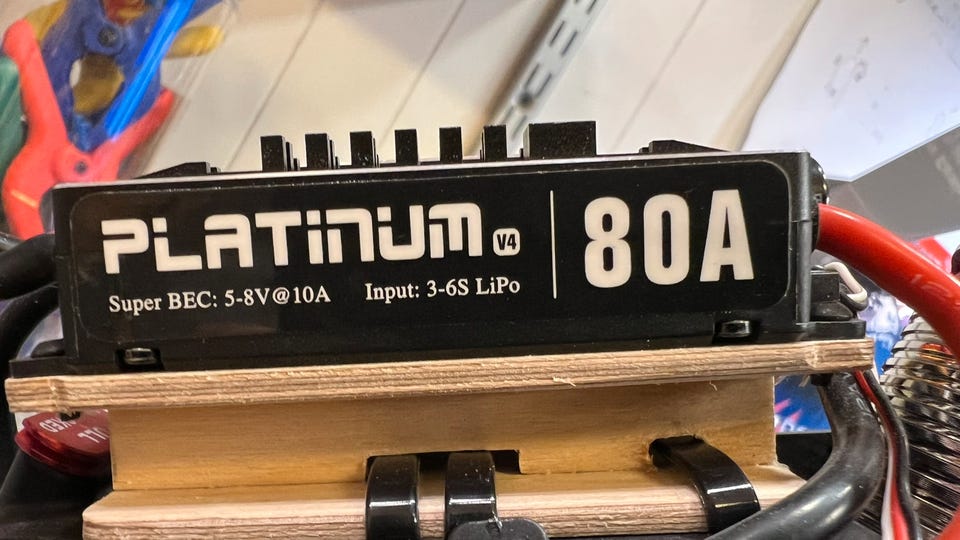 PLATINUM V4
80A
Super BEC: 5-8V@10A Input: 3-6S LiPo